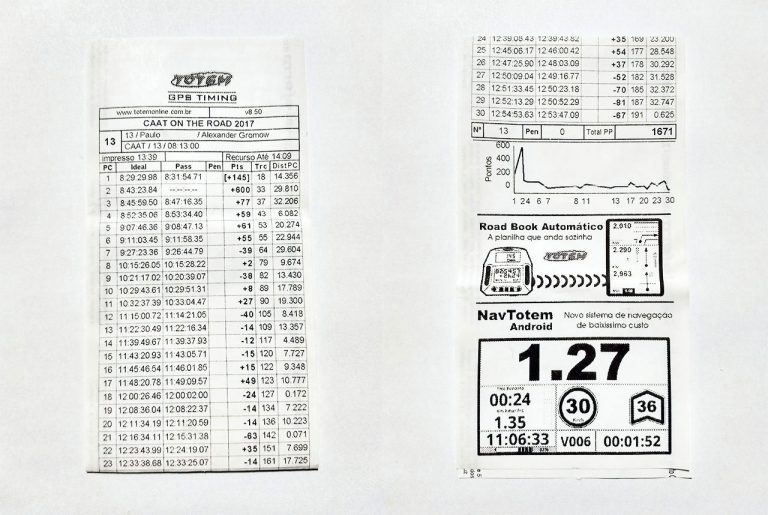 TOTEM
GPS TIMING
www.totemonline.com.br v8.50
CAAT ON THE ROAD 2017
13 13 / Paulo / Alexander Gromow
CAAT / 13 / 08:13:00
impresso 13:39 Recurso Até 14:09
PC Ideal Pass Pen Pts Trc DistPC
1 8:29:29.98 8:31:54.71 [+145] 18 14.356
2 8:43:23.84 --:--:--.-- +600 33 29.810
3 8:45:59.50 8:47:16.35 +77 37 32.206
4 8:52:35.06 8:53:34.40 +59 43 6.082
5 9:07:46.36 9:08:47.13 +61 53 20.274
6 9:11:03.45 9:11:58.35 +55 55 22.944
7 9:27:23.36 9:26:44.79 -39 64 29.604
8 10:15:26.05 10:15:28.22 +2 79 9.674
9 10:21:17.02 10:20:39.07 -38 82 13.430
10 10:29:43.61 10:29:51.31 +8 89 17.789
11 10:32:37.39 10:33:04.47 +27 90 19.300
12 11:15:00.72 11:14:21.05 -40 105 8.418
13 11:22:30.49 11:22:16.34 -14 109 13.357
14 11:39:49.67 11:39:37.93 -12 117 4.489
15 11:43:20.93 11:43:05.71 -15 120 7.727
16 11:45:46.54 11:46:01.85 +15 122 9.348
17 11:48:20.78 11:49:09.57 +49 123 10.777
18 12:00:26.46 12:00:02.00 -24 127 0.172
19 12:08:36.04 12:08:22.37 -14 134 7.222
20 12:11:34.19 12:11:20.59 -14 136 10.223
21 12:16:34.11 12:15:31.38 -63 142 0.071
22 12:23:43.99 12:24:19.07 +35 151 7.699
23 12:33:38.68 12:33:25.07 -14 161 17.725
24 12:39:08.43 12:39:43.82 +35 169 23.200
25 12:45:06.17 12:46:00.42 +54 177 28.548
26 12:47:25.90 12:48:03.09 +37 178 30.292
27 12:50:09.04 12:49:16.77 -52 182 31.528
28 12:51:33.45 12:50:23.18 -70 185 32.372
29 12:52:13.29 12:50:52.29 -81 187 32.747
30 12:54:53.63 12:53:47.09 -67 191 0.625
Nº 13 Pen 0 Total PP 1671
Pontos
600
400
200
0
1 2 4 6 7 8 11 13 17 20 23 30
Road Book Automático
A planilha que anda sozinha
TOTEM
2,910
2,290
2,963
NavTotem Novo sistema de navegação
Android de baixíssimo custo
1.27
00:24
1.35
30
36
11:06:33 V006 00:01:52